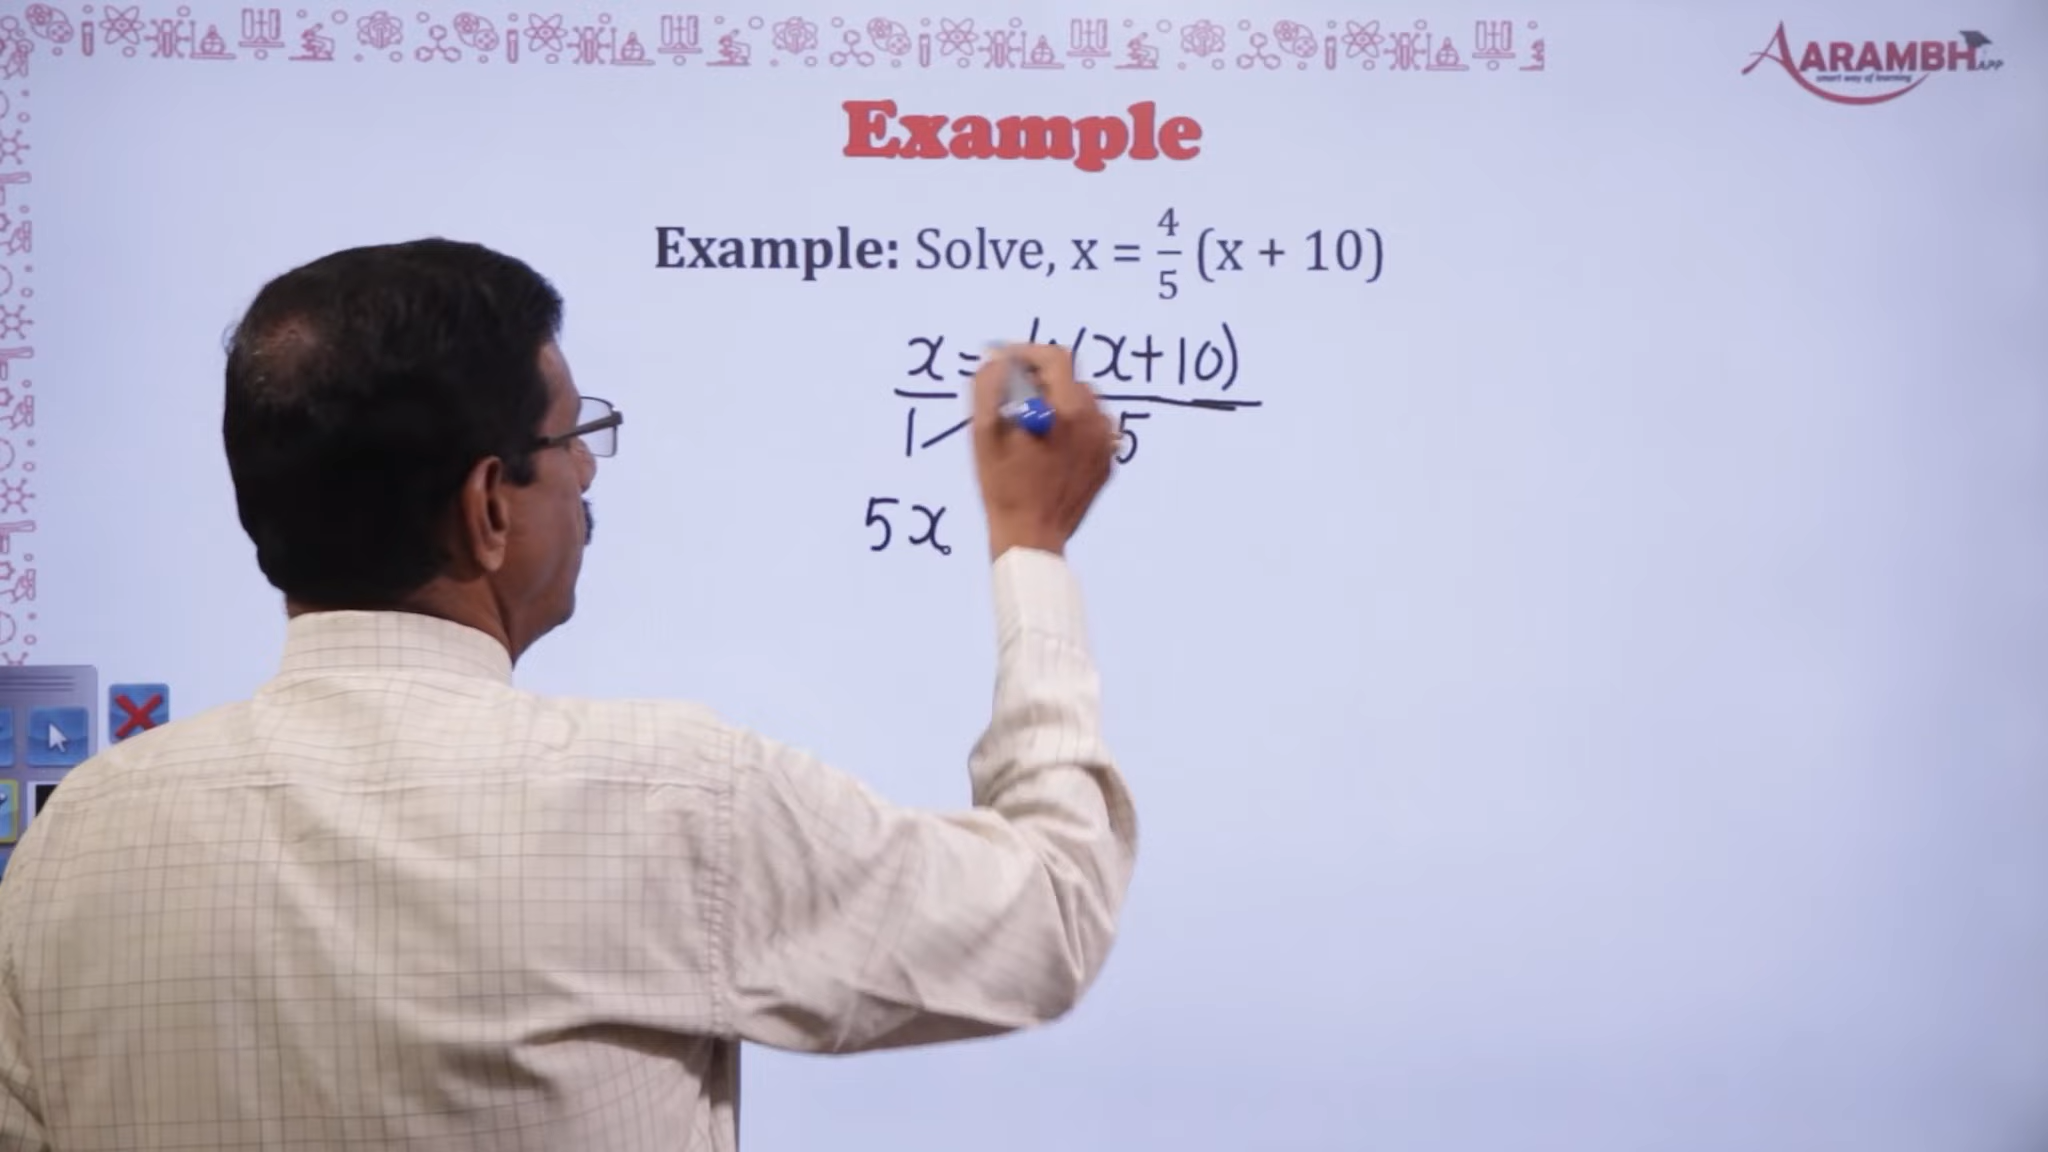 AARAMBH APP
smart way of learning
Example
Example: Solve, x = 4/5 (x + 10)
x = (x+10)
1 5
5x